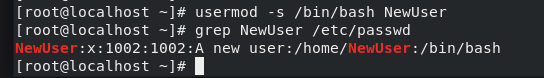 [root@localhost ~]# usermod -s /bin/bash NewUser
[root@localhost ~]# grep NewUser /etc/passwd
NewUser:x:1002:1002:A new user:/home/NewUser:/bin/bash
[root@localhost ~]#